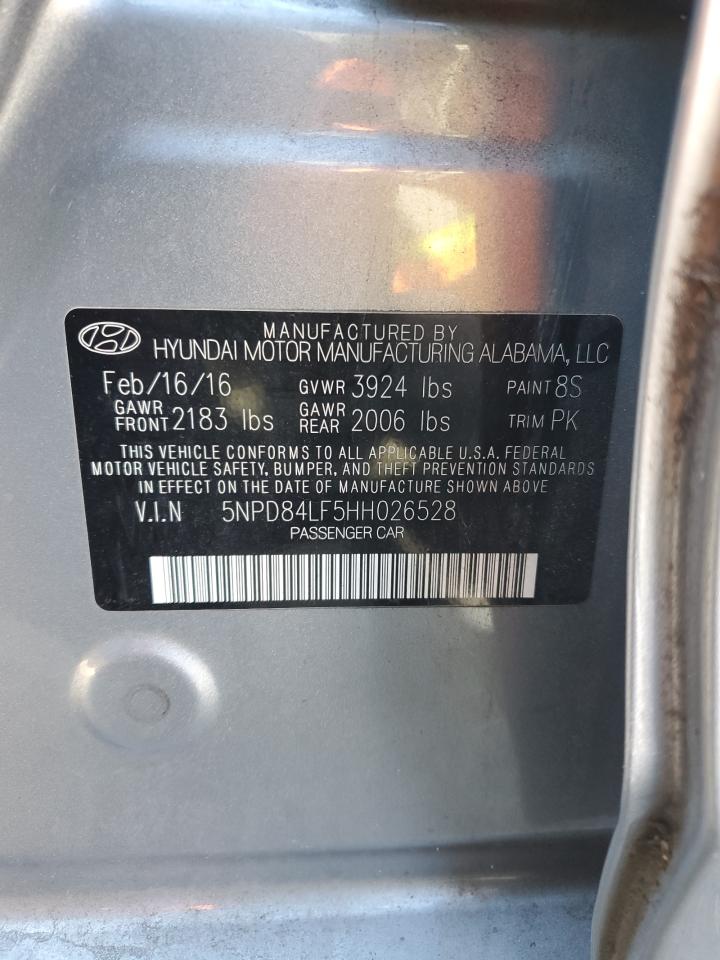 MANUFACTURED BY
HYUNDAI MOTOR MANUFACTURING ALABAMA, LLC
Feb/16/16 GVWR 3924 lbs PAINT 8S
GAWR FRONT 2183 lbs GAWR REAR 2006 lbs TRIM PK
THIS VEHICLE CONFORMS TO ALL APPLICABLE U.S.A. FEDERAL
MOTOR VEHICLE SAFETY, BUMPER, AND THEFT PREVENTION STANDARDS
IN EFFECT ON THE DATE OF MANUFACTURE SHOWN ABOVE
V.I.N 5NPD84LF5HH026528
PASSENGER CAR